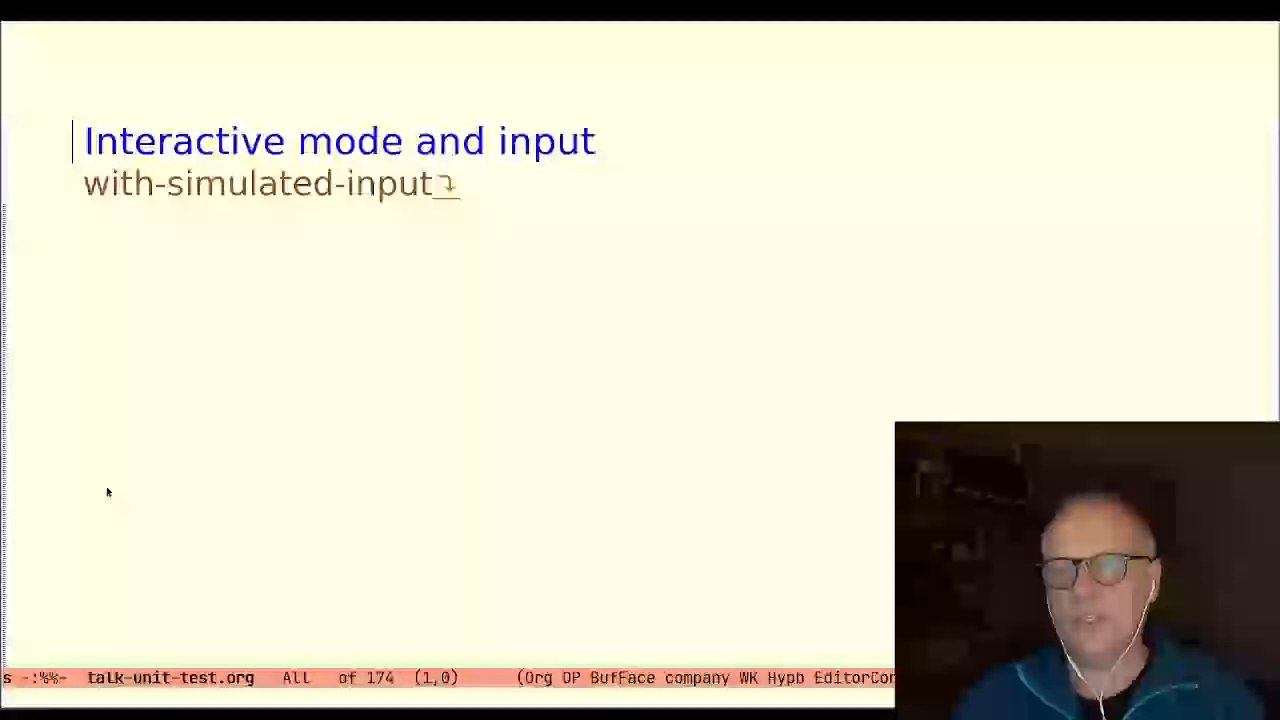 Interactive mode and input
with-simulated-input
s -:%%- talk-unit-test.org All of 174 (1,0) (Org OP BufFace company WK Hypb EditorCon